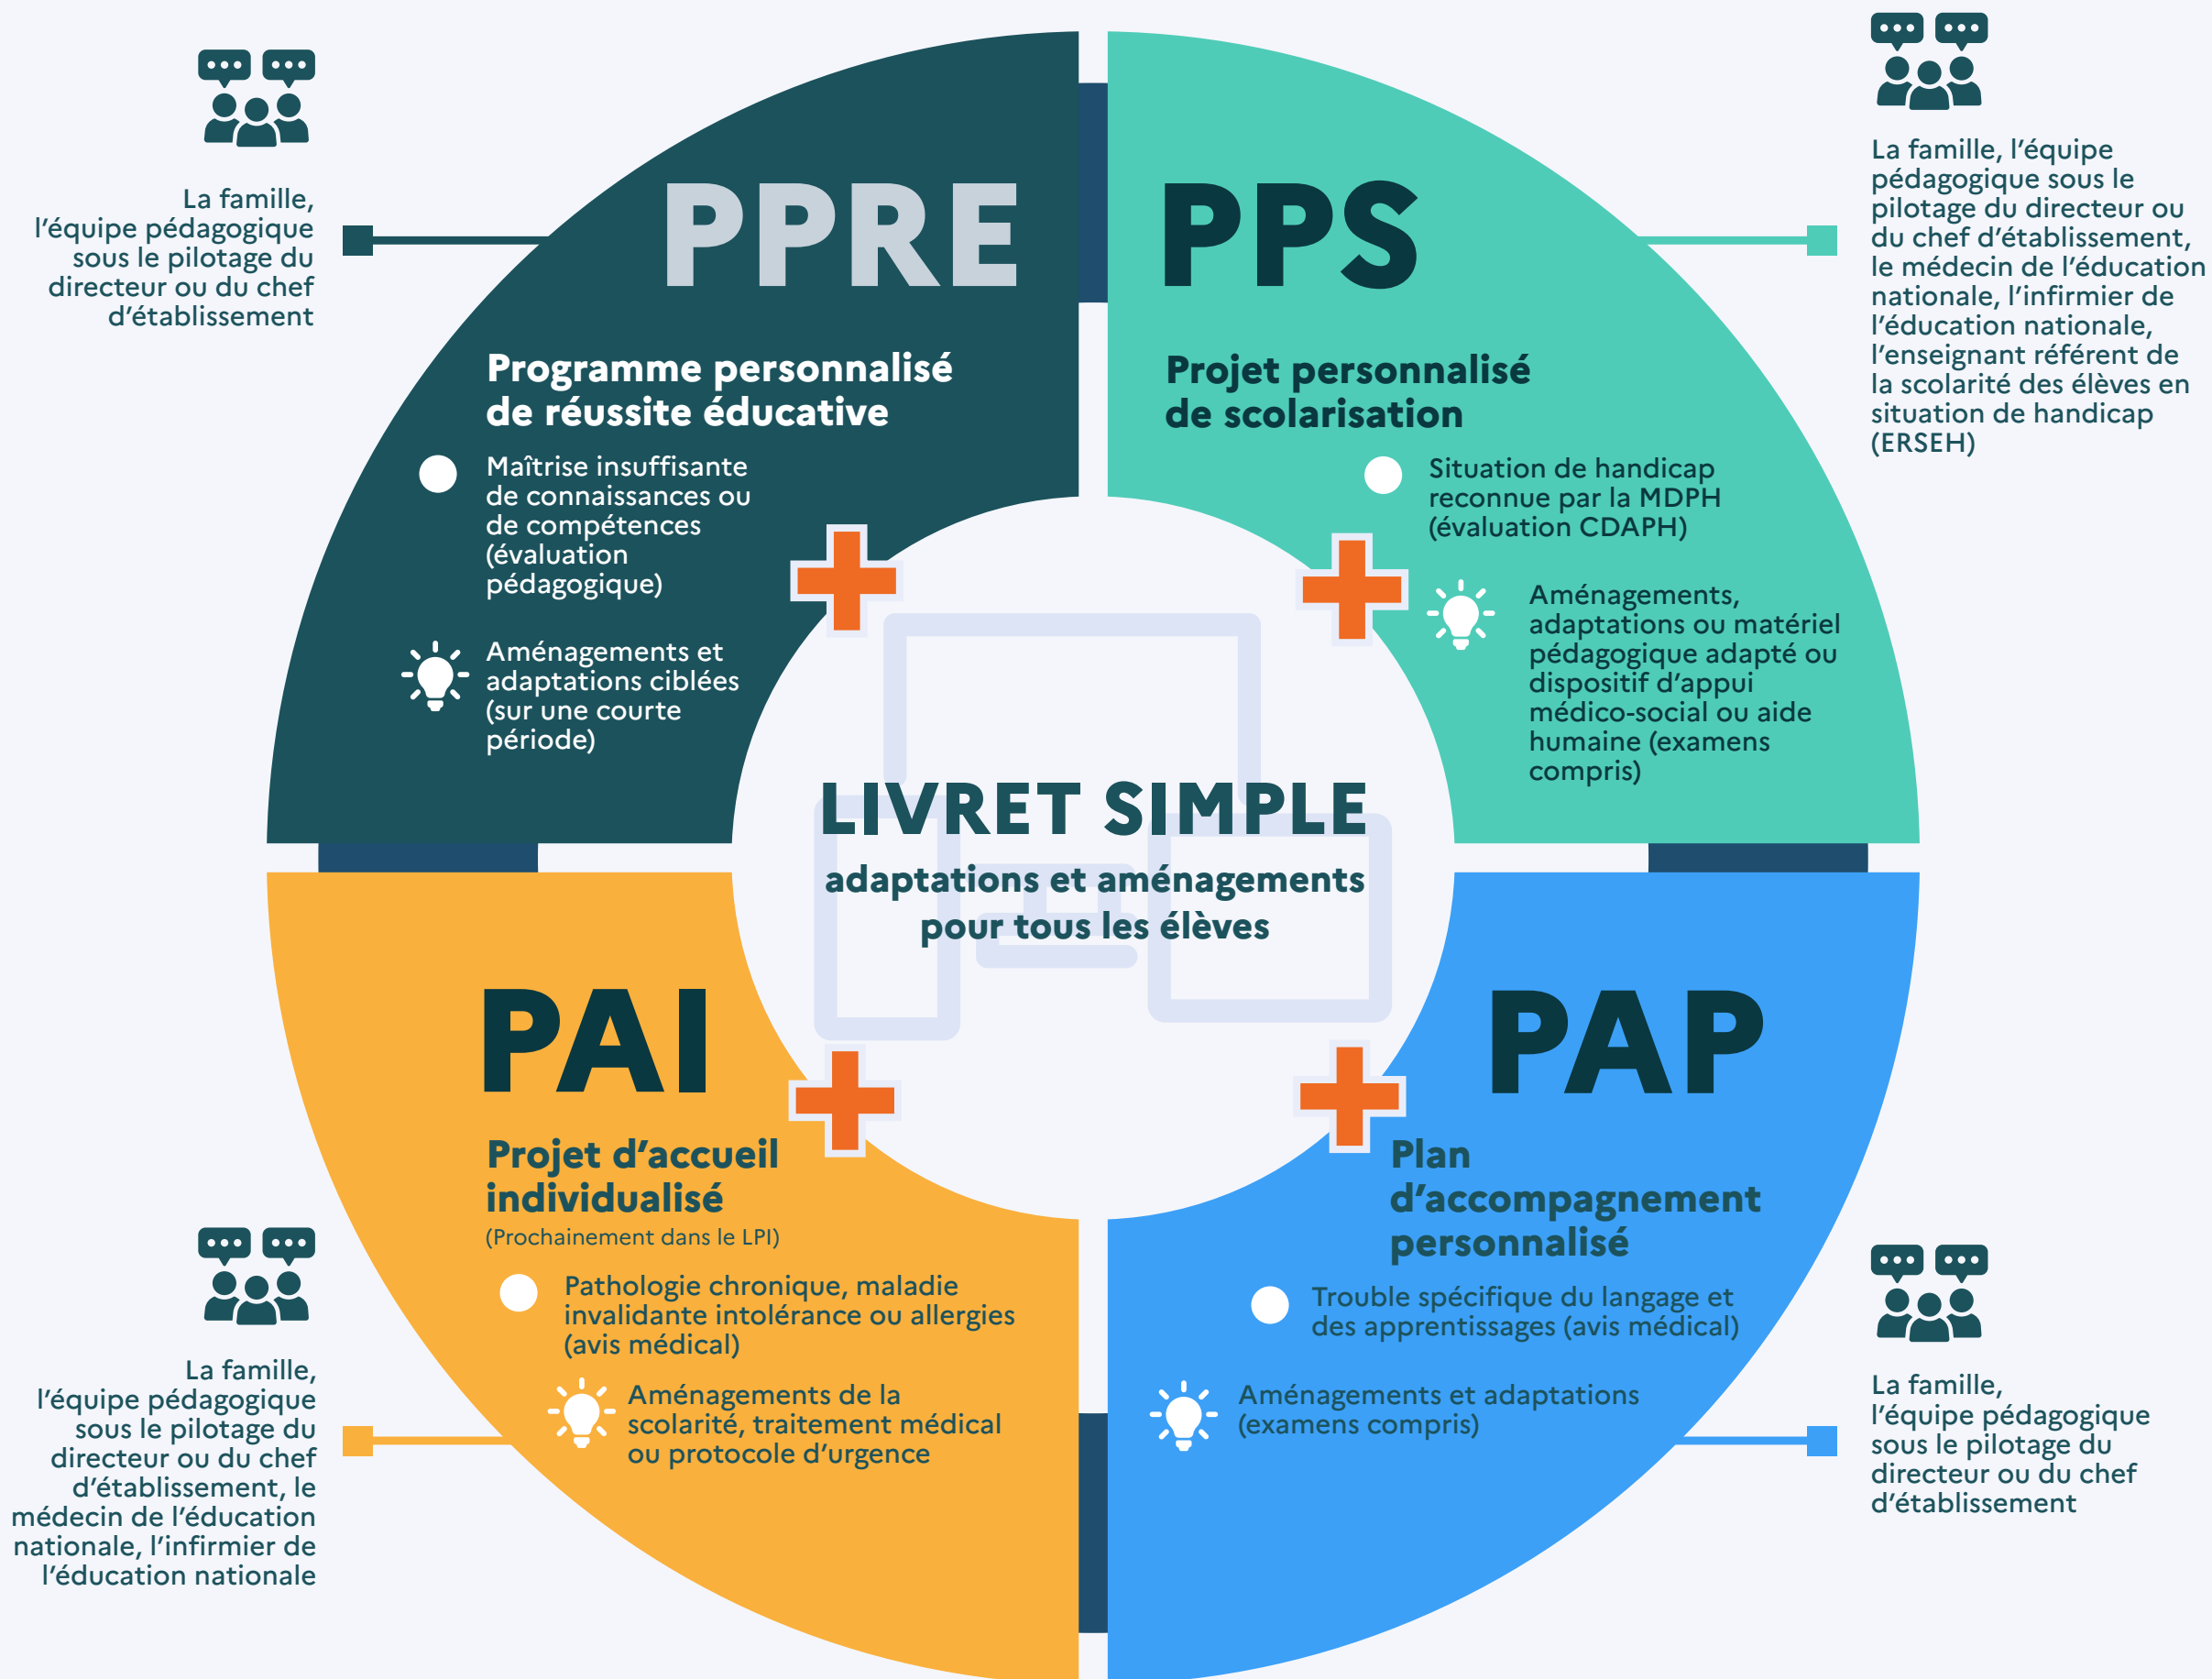 La famille,
l'équipe pédagogique
sous le pilotage du
directeur ou du chef
d'établissement
PPRE
Programme personnalisé
de réussite éducative
Maîtrise insuffisante
de connaissances ou
de compétences
(évaluation
pédagogique)
Aménagements et
adaptations ciblées
(sur une courte
période)
PPS
Projet personnalisé
de scolarisation
Situation de handicap
reconnue par la MDPH
(évaluation CDAPH)
Aménagements,
adaptations ou matériel
pédagogique adapté ou
dispositif d'appui
médico-social ou aide
humaine (examens
compris)
La famille, l'équipe
pédagogique sous le
pilotage du directeur ou
du chef d'établissement,
le médecin de l'éducation
nationale, l'infirmier de
l'éducation nationale,
l'enseignant référent de
la scolarité des élèves en
situation de handicap
(ERSEH)
LIVRET SIMPLE
adaptations et aménagements
pour tous les élèves
PAI
Projet d'accueil
individualisé
(Prochainement dans le LPI)
Pathologie chronique, maladie
invalidante intolérance ou allergies
(avis médical)
Aménagements de la
scolarité, traitement médical
ou protocole d'urgence
La famille,
l'équipe pédagogique
sous le pilotage du
directeur ou du chef
d'établissement, le
médecin de l'éducation
nationale, l'infirmier de
l'éducation nationale
PAP
Plan
d'accompagnement
personnalisé
Trouble spécifique du langage et
des apprentissages (avis médical)
Aménagements et adaptations
(examens compris)
La famille,
l'équipe pédagogique
sous le pilotage du
directeur ou du chef
d'établissement